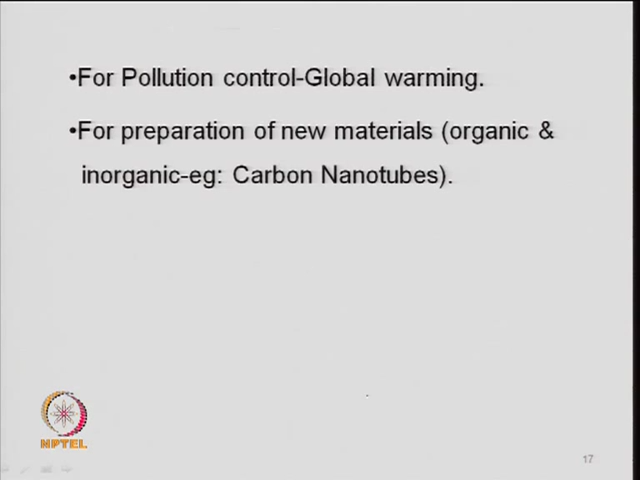 •For Pollution control-Global warming.
•For preparation of new materials (organic &
inorganic-eg: Carbon Nanotubes).
NPTEL
17